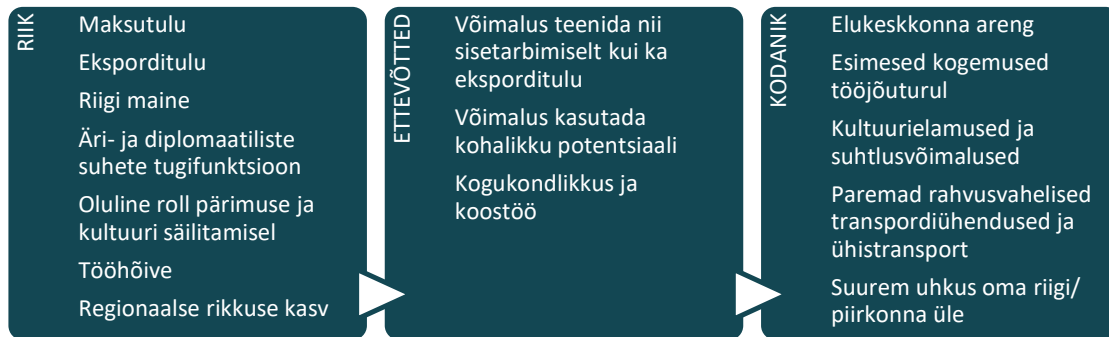 RIIK
Maksutulu
Eksporditulu
Riigi maine
Äri- ja diplomaatiliste
suhete tugifunktsioon
Oluline roll pärimuse ja
kultuuri säilitamisel
Tööhõive
Regionaalse rikkuse kasv
ETTEVÕTTED
Võimalus teenida nii
sisetarbimiselt kui ka
eksporditulu
Võimalus kasutada
kohalikku potentsiaali
Kogukondlikkus ja
koostöö
KODANIK
Elukeskkonna areng
Esimesed kogemused
tööjõuturul
Kultuurielamused ja
suhtlusvõimalused
Paremad rahvusvahelised
transpordiühendused ja
ühistransport
Suurem uhkus oma riigi/
piirkonna üle